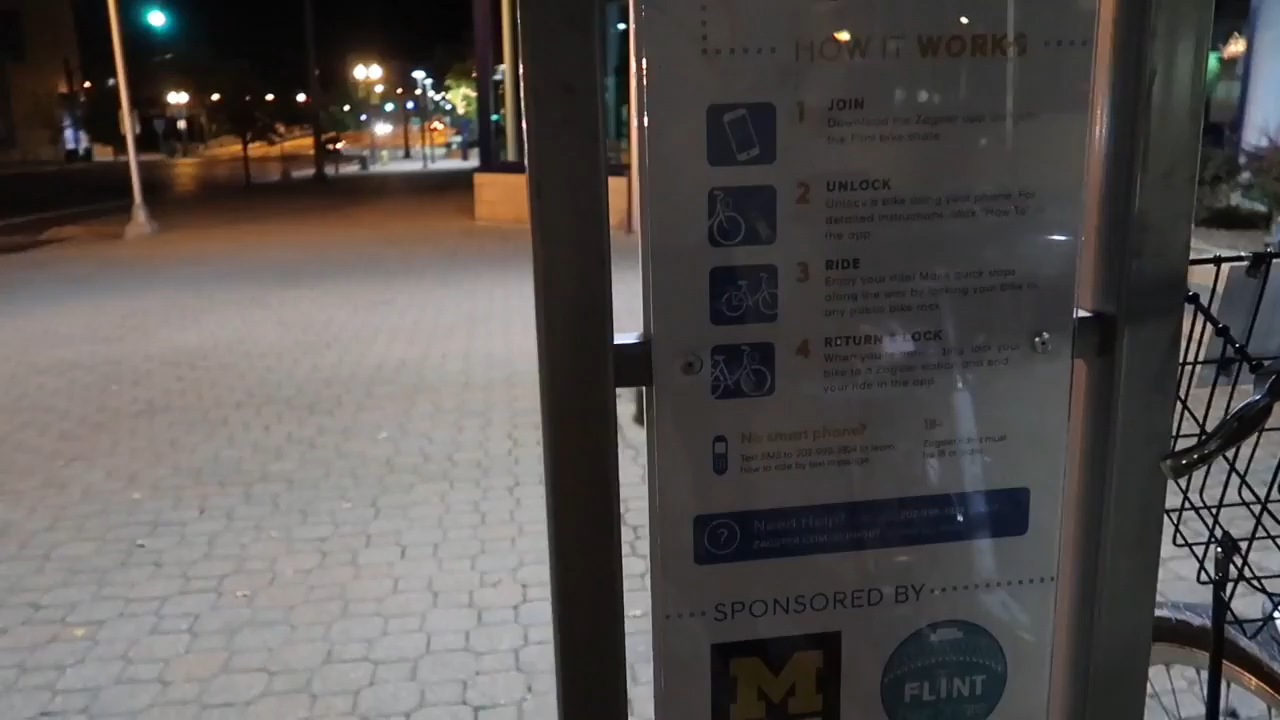 HOW IT WORKS
1 JOIN
Download the Zagster app
the Flint bike share
2 UNLOCK
Unlock a bike using your phone. For
detailed instructions, click "How To"
the app
3 RIDE
Enjoy your ride! Make quick stops
along the way by locking your bike to
any public bike rack
4 RETURN & LOCK
When you're lock your
bike to a Zagster station and end
your ride in the app
No smart phone?
Text SMS to 202-999-3924 to learn
how to ride by text message
18+
Zagster riders must
be 18 or older
?
Need Help?
SPONSORED BY
M
FLINT